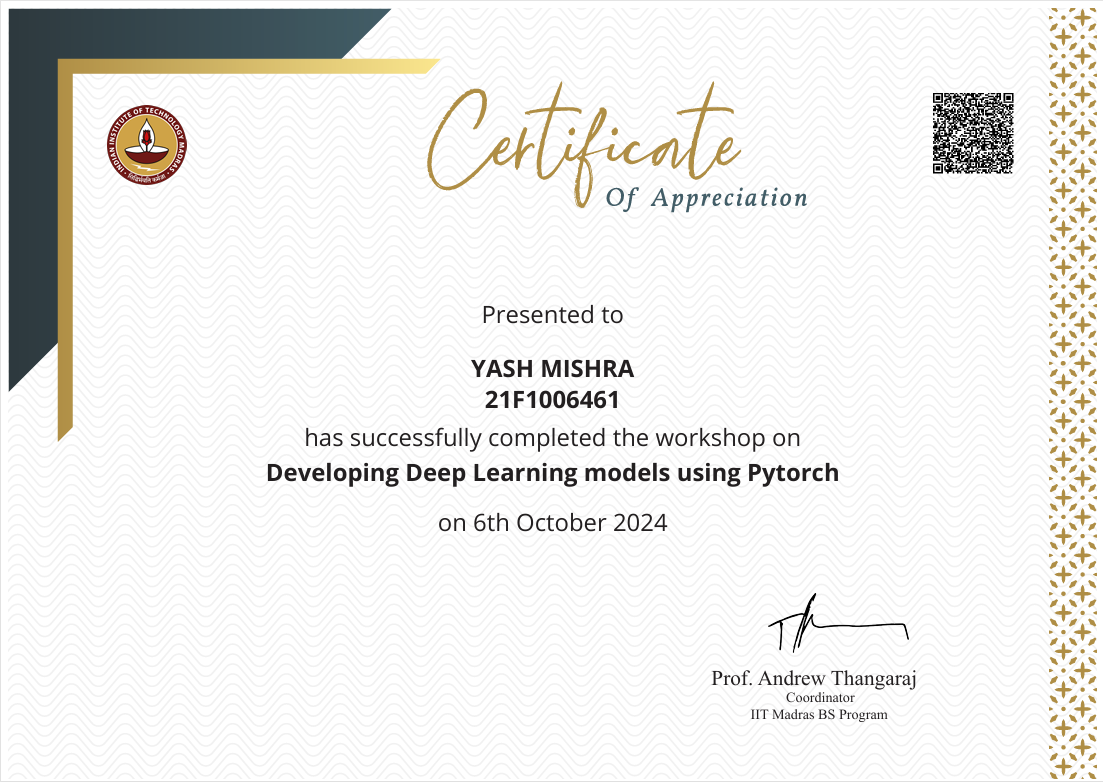 INDIAN INSTITUTE OF TECHNOLOGY MADRAS
सिद्धिर्भवति कर्मजा
Certificate
Of Appreciation
Presented to
YASH MISHRA
21F1006461
has successfully completed the workshop on
Developing Deep Learning models using Pytorch
on 6th October 2024
Prof. Andrew Thangaraj
Coordinator
IIT Madras BS Program